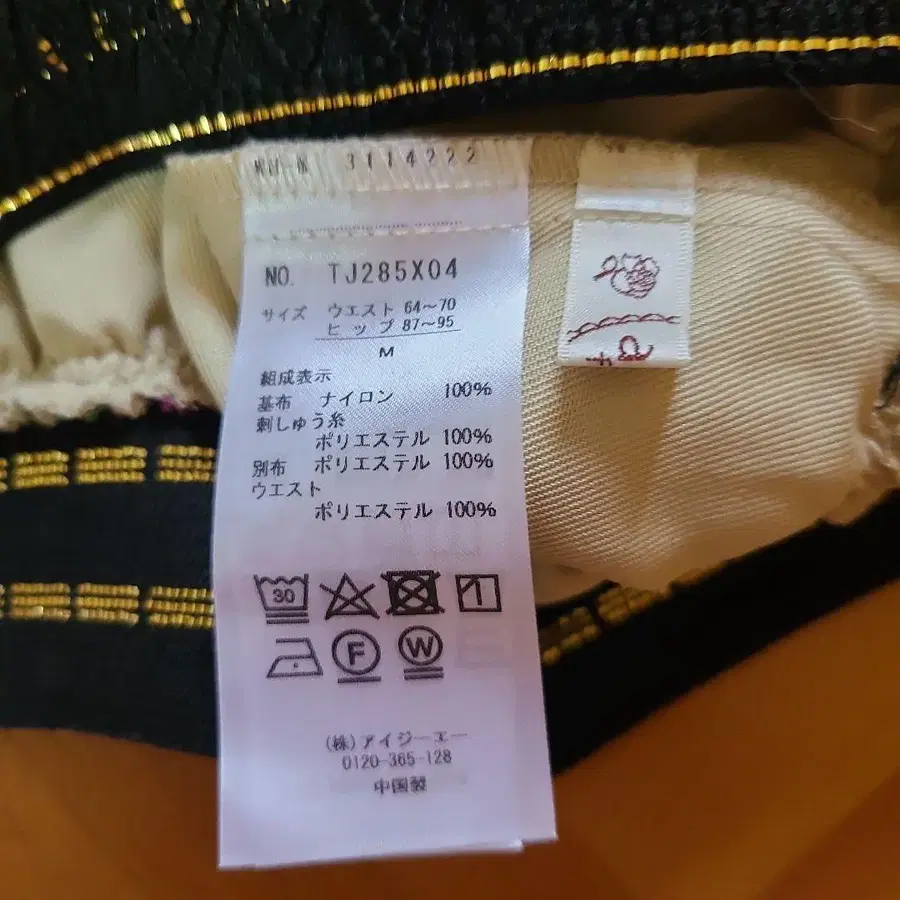 3114222
NO. TJ285X04
サイズ ウエスト 64～70
ヒップ 87～95
M
組成表示
基布 ナイロン 100%
刺しゅう糸
ポリエステル 100%
別布 ポリエステル 100%
ウエスト
ポリエステル 100%
30
F W
(株)アイジーエー
0120-365-128
中国製